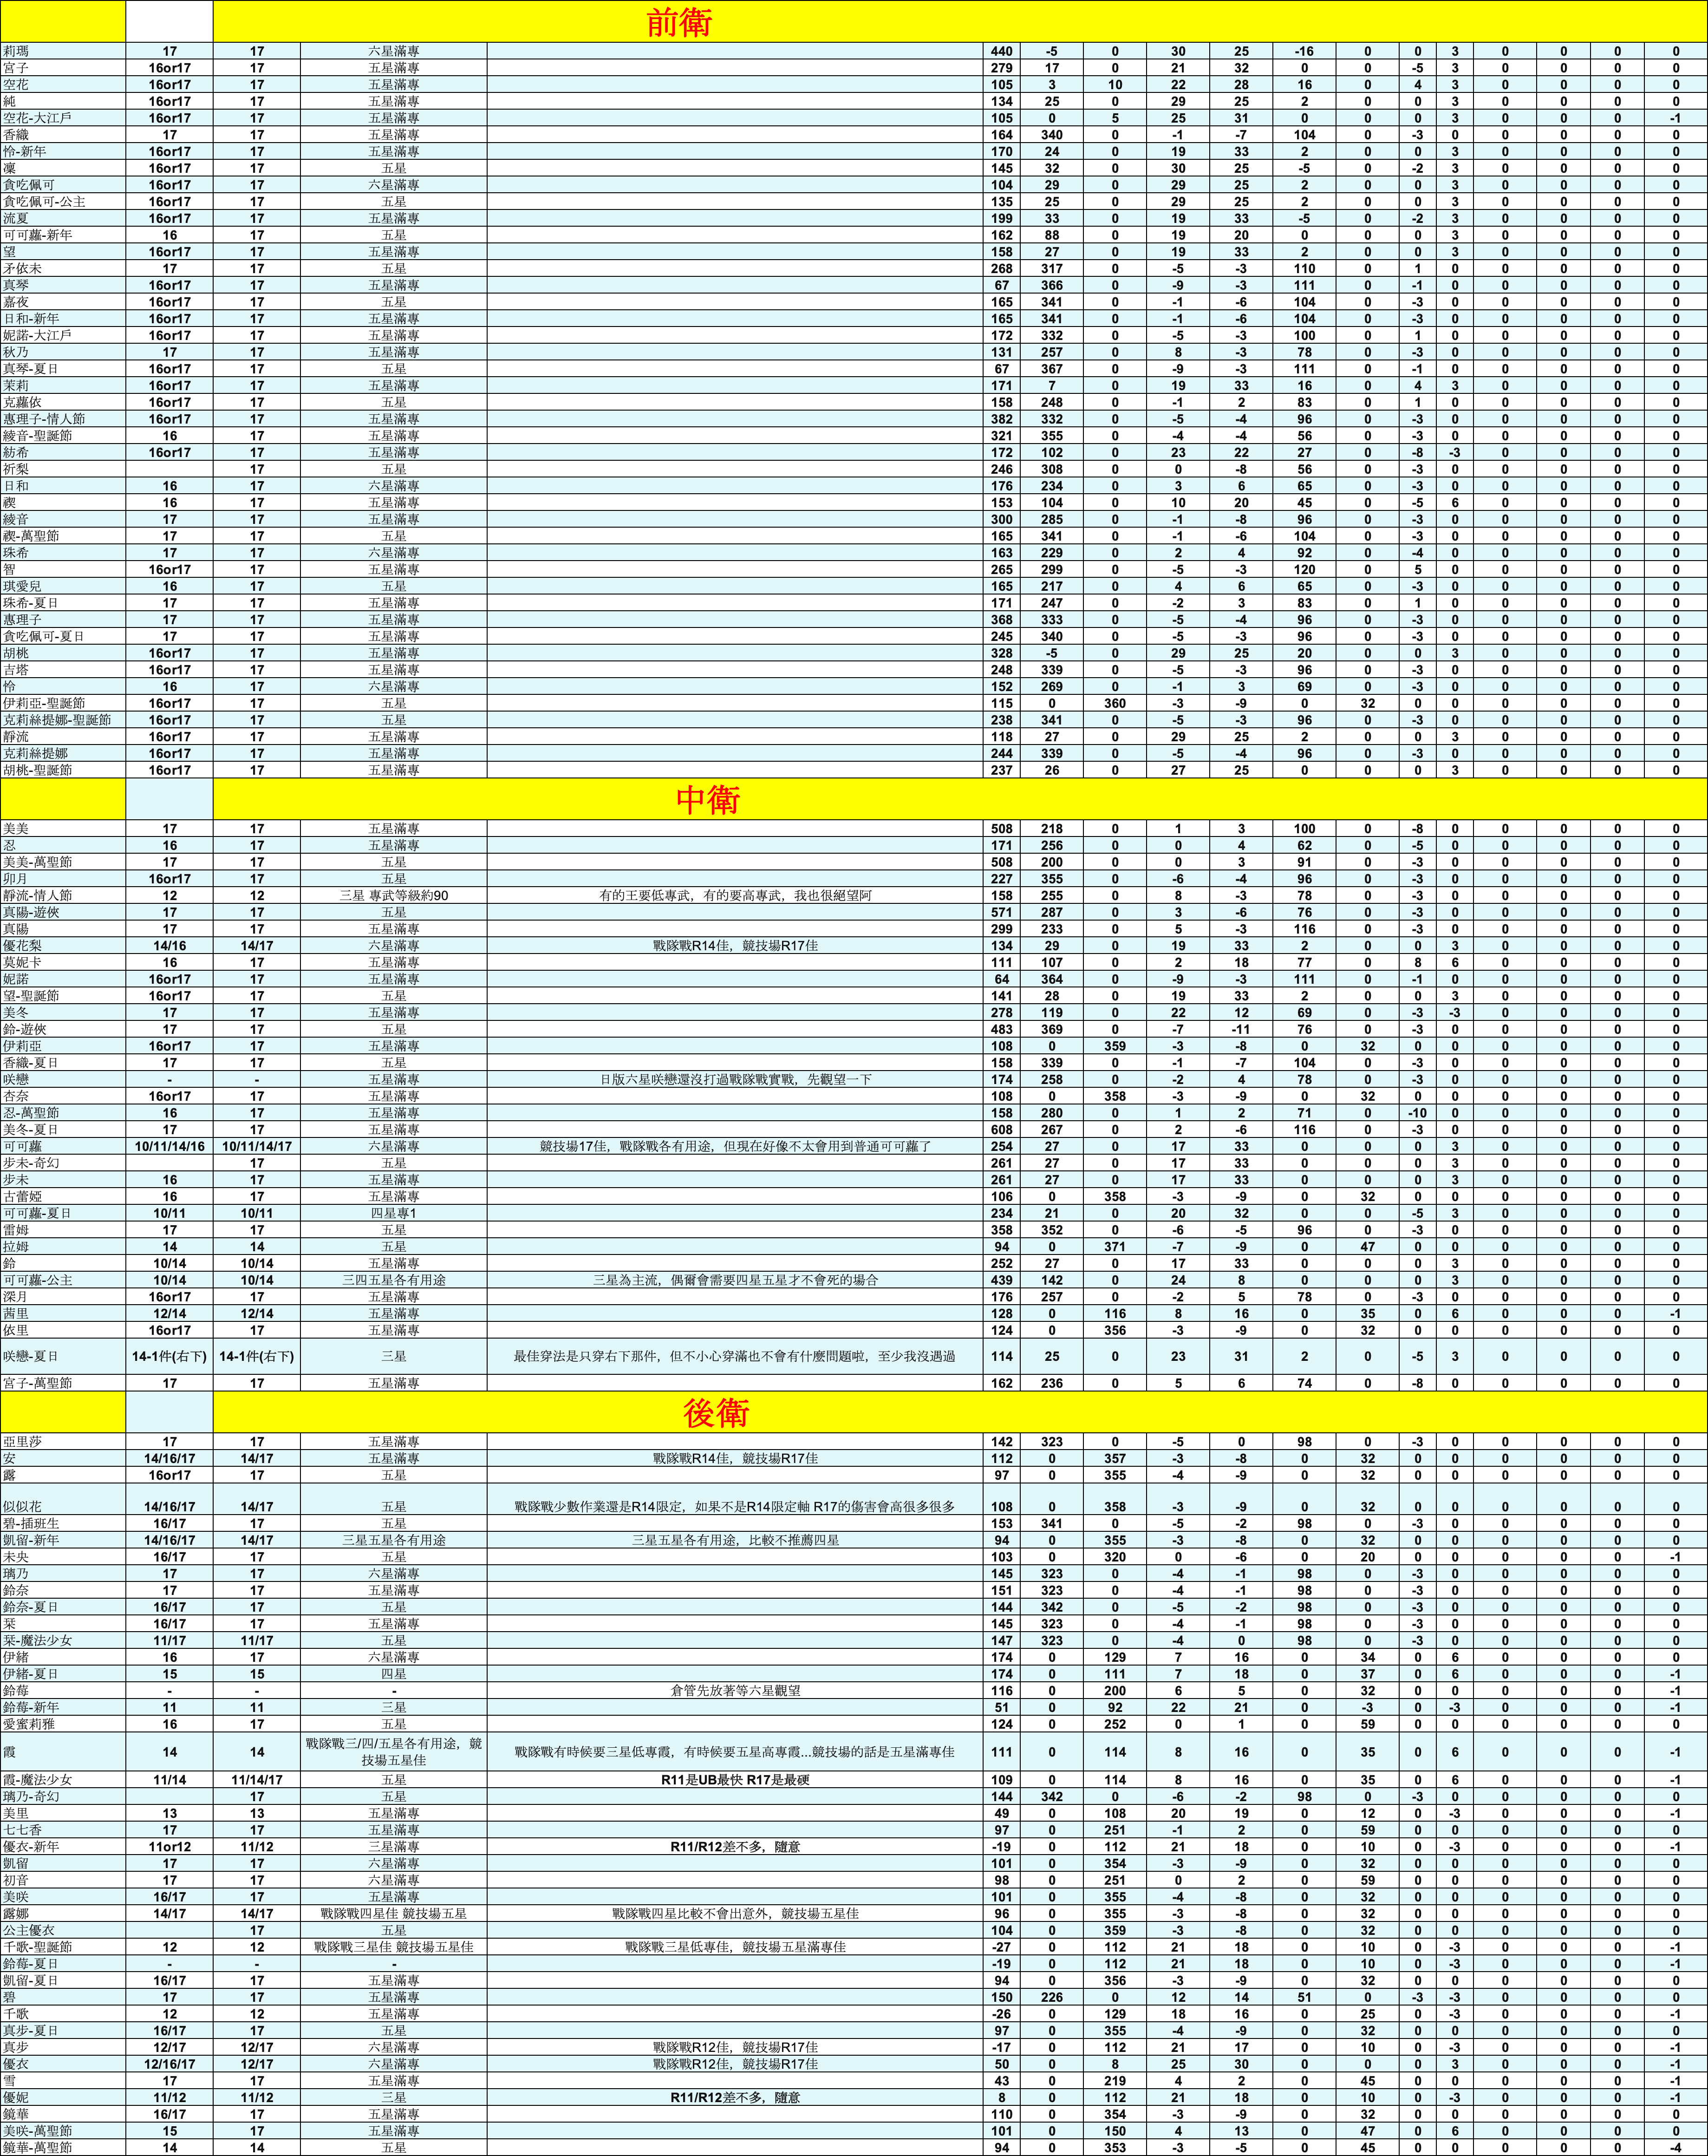 前衛
莉瑪 17 17 六星滿專 440 -5 0 30 25 -16 0 0 3 0 0 0 0
宮子 16or17 17 五星滿專 279 17 0 21 32 0 0 -5 3 0 0 0 0
空花 16or17 17 五星滿專 105 3 10 22 28 16 0 4 3 0 0 0 0
純 16or17 17 五星滿專 134 25 0 29 25 2 0 0 3 0 0 0 0
空花-大江戶 16or17 17 五星滿專 105 0 5 25 31 0 0 0 3 0 0 0 -1
香織 17 17 五星滿專 164 340 0 -1 -7 104 0 -3 0 0 0 0 0
怜-新年 16or17 17 五星滿專 170 24 0 19 33 2 0 0 3 0 0 0 0
凜 16or17 17 五星 145 32 0 30 25 -5 0 -2 3 0 0 0 0
貪吃佩可 16or17 17 六星滿專 104 29 0 29 25 2 0 0 3 0 0 0 0
貪吃佩可-公主 16or17 17 五星 135 25 0 29 25 2 0 0 3 0 0 0 0
流夏 16or17 17 五星滿專 199 33 0 19 33 -5 0 -2 3 0 0 0 0
可可蘿-新年 16 17 五星 162 88 0 19 20 0 0 0 3 0 0 0 0
望 16or17 17 五星滿專 158 27 0 19 33 2 0 0 3 0 0 0 0
矛依未 17 17 五星 268 317 0 -5 -3 110 0 1 0 0 0 0 0
真琴 16or17 17 五星滿專 67 366 0 -9 -3 111 0 -1 0 0 0 0 0
嘉夜 16or17 17 五星 165 341 0 -1 -6 104 0 -3 0 0 0 0 0
日和-新年 16or17 17 五星滿專 165 341 0 -1 -6 104 0 -3 0 0 0 0 0
妮諾-大江戶 16or17 17 五星滿專 172 332 0 -5 -3 100 0 1 0 0 0 0 0
秋乃 17 17 五星滿專 131 257 0 8 -3 78 0 -3 0 0 0 0 0
真琴-夏日 16or17 17 五星 67 367 0 -9 -3 111 0 -1 0 0 0 0 0
茉莉 16or17 17 五星滿專 171 7 0 19 33 16 0 4 3 0 0 0 0
克蘿依 16or17 17 五星 158 248 0 -1 2 83 0 1 0 0 0 0 0
惠理子-情人節 16or17 17 五星滿專 382 332 0 -5 -4 96 0 -3 0 0 0 0 0
綾音-聖誕節 16 17 五星滿專 321 355 0 -4 -4 56 0 -3 0 0 0 0 0
紡希 16or17 17 五星滿專 172 102 0 23 22 27 0 -8 -3 0 0 0 0
祈梨 17 五星 246 308 0 0 -8 56 0 -3 0 0 0 0 0
日和 16 17 六星滿專 176 234 0 3 6 65 0 -3 0 0 0 0 0
禊 16 17 五星滿專 153 104 0 10 20 45 0 -5 6 0 0 0 0
綾音 17 17 五星滿專 300 285 0 -1 -8 96 0 -3 0 0 0 0 0
禊-萬聖節 17 17 五星 165 341 0 -1 -6 104 0 -3 0 0 0 0 0
珠希 17 17 六星滿專 163 229 0 2 4 92 0 -4 0 0 0 0 0
智 16or17 17 五星滿專 265 299 0 -5 -3 120 0 5 0 0 0 0 0
琪愛兒 16 17 五星 165 217 0 4 6 65 0 -3 0 0 0 0 0
珠希-夏日 17 17 五星滿專 171 247 0 -2 3 83 0 1 0 0 0 0 0
惠理子 17 17 五星滿專 368 333 0 -5 -4 96 0 -3 0 0 0 0 0
貪吃佩可-夏日 17 17 五星滿專 245 340 0 -5 -3 96 0 -3 0 0 0 0 0
胡桃 16or17 17 五星滿專 328 -5 0 29 25 20 0 0 3 0 0 0 0
吉塔 16or17 17 五星滿專 248 339 0 -5 -3 96 0 -3 0 0 0 0 0
怜 16 17 六星滿專 152 269 0 -1 3 69 0 -3 0 0 0 0 0
伊莉亞-聖誕節 16or17 17 五星 115 0 360 -3 -9 0 32 0 0 0 0 0 0
克莉絲提娜-聖誕節 16or17 17 五星 238 341 0 -5 -3 96 0 -3 0 0 0 0 0
靜流 16or17 17 五星滿專 118 27 0 29 25 2 0 0 3 0 0 0 0
克莉絲提娜 16or17 17 五星滿專 244 339 0 -5 -4 96 0 -3 0 0 0 0 0
胡桃-聖誕節 16or17 17 五星滿專 237 26 0 27 25 0 0 0 3 0 0 0 0
中衛
美美 17 17 五星滿專 508 218 0 1 3 100 0 -8 0 0 0 0 0
忍 16 17 五星滿專 171 256 0 0 4 62 0 -5 0 0 0 0 0
美美-萬聖節 17 17 五星 508 200 0 0 3 91 0 -3 0 0 0 0 0
卯月 16or17 17 五星 227 355 0 -6 -4 96 0 -3 0 0 0 0 0
靜流-情人節 12 12 三星 專武等級約90 有的王要低專武，有的要高專武，我也很絕望阿 158 255 0 8 -3 78 0 -3 0 0 0 0 0
真陽-遊俠 17 17 五星 571 287 0 3 -6 76 0 -3 0 0 0 0 0
真陽 17 17 五星滿專 299 233 0 5 -3 116 0 -3 0 0 0 0 0
優花梨 14/16 14/17 六星滿專 戰隊戰R14佳，競技場R17佳 134 29 0 19 33 2 0 0 3 0 0 0 0
莫妮卡 16 17 五星滿專 111 107 0 2 18 77 0 8 6 0 0 0 0
妮諾 16or17 17 五星滿專 64 364 0 -9 -3 111 0 -1 0 0 0 0 0
望-聖誕節 16or17 17 五星 141 28 0 19 33 2 0 0 3 0 0 0 0
美冬 17 17 五星滿專 278 119 0 22 12 69 0 -3 -3 0 0 0 0
鈴-遊俠 17 17 五星 483 369 0 -7 -11 76 0 -3 0 0 0 0 0
伊莉亞 16or17 17 五星滿專 108 0 359 -3 -8 0 32 0 0 0 0 0 0
香織-夏日 17 17 五星 158 339 0 -1 -7 104 0 -3 0 0 0 0 0
咲戀 - - 五星滿專 日版六星咲戀還沒打過戰隊戰實戰，先觀望一下 174 258 0 -2 4 78 0 -3 0 0 0 0 0
杏奈 16or17 17 五星滿專 108 0 358 -3 -9 0 32 0 0 0 0 0 0
忍-萬聖節 16 17 五星滿專 158 280 0 1 2 71 0 -10 0 0 0 0 0
美冬-夏日 17 17 五星滿專 608 267 0 2 -6 116 0 -3 0 0 0 0 0
可可蘿 10/11/14/16 10/11/14/17 六星滿專 競技場17佳，戰隊戰各有用途，但現在好像不太會用到普通可可蘿了 254 27 0 17 33 0 0 0 3 0 0 0 0
步未-奇幻 17 五星 261 27 0 17 33 0 0 0 3 0 0 0 0
步未 16 17 五星滿專 261 27 0 17 33 0 0 0 3 0 0 0 0
古蕾婭 16 17 五星滿專 106 0 358 -3 -9 0 32 0 0 0 0 0 0
可可蘿-夏日 10/11 10/11 四星專1 234 21 0 20 32 0 0 -5 3 0 0 0 0
雷姆 17 17 五星 358 352 0 -6 -5 96 0 -3 0 0 0 0 0
拉姆 14 14 五星 94 0 371 -7 -9 0 47 0 0 0 0 0 0
鈴 10/14 10/14 五星滿專 252 27 0 17 33 0 0 0 3 0 0 0 0
可可蘿-公主 10/14 10/14 三四五星各有用途 三星為主流，偶爾會需要四星五星才不會死的場合 439 142 0 24 8 0 0 0 3 0 0 0 0
深月 16or17 17 五星滿專 176 257 0 -2 5 78 0 -3 0 0 0 0 0
茜里 12/14 12/14 五星滿專 128 0 116 8 16 0 35 0 6 0 0 0 -1
依里 16or17 17 五星滿專 124 0 356 -3 -9 0 32 0 0 0 0 0 0
咲戀-夏日 14-1件(右下) 14-1件(右下) 三星 最佳穿法是只穿右下那件，但不小心穿滿也不會有什麼問題啦，至少我沒遇過 114 25 0 23 31 2 0 -5 3 0 0 0 0
宮子-萬聖節 17 17 五星滿專 162 236 0 5 6 74 0 -8 0 0 0 0 0
後衛
亞里莎 17 17 五星滿專 142 323 0 -5 0 98 0 -3 0 0 0 0 0
安 14/16/17 14/17 五星滿專 戰隊戰R14佳，競技場R17佳 112 0 357 -3 -8 0 32 0 0 0 0 0 0
露 16or17 17 五星 97 0 355 -4 -9 0 32 0 0 0 0 0 0
似似花 14/16/17 14/17 五星 戰隊戰少數作業還是R14限定，如果不是R14限定軸 R17的傷害會高很多很多 108 0 358 -3 -9 0 32 0 0 0 0 0 0
碧-插班生 16/17 17 五星 153 341 0 -5 -2 98 0 -3 0 0 0 0 0
凱留-新年 14/16/17 14/17 三星五星各有用途 三星五星各有用途，比較不推薦四星 94 0 355 -3 -8 0 32 0 0 0 0 0 0
未央 16/17 17 五星 103 0 320 0 -6 0 20 0 0 0 0 0 -1
璃乃 17 17 六星滿專 145 323 0 -4 -1 98 0 -3 0 0 0 0 0
鈴奈 17 17 五星滿專 151 323 0 -4 -1 98 0 -3 0 0 0 0 0
鈴奈-夏日 16/17 17 五星 144 342 0 -5 -2 98 0 -3 0 0 0 0 0
栞 16/17 17 五星滿專 145 323 0 -4 -1 98 0 -3 0 0 0 0 0
栞-魔法少女 11/17 11/17 五星 147 323 0 -4 0 98 0 -3 0 0 0 0 0
伊緒 16 17 六星滿專 174 0 129 7 16 0 34 0 6 0 0 0 0
伊緒-夏日 15 15 四星 174 0 111 7 18 0 37 0 6 0 0 0 -1
鈴莓 - - - 倉管先放著等六星觀望 116 0 200 6 5 0 32 0 0 0 0 0 -1
鈴莓-新年 11 11 三星 51 0 92 22 21 0 -3 0 -3 0 0 0 -1
愛蜜莉雅 16 17 五星 124 0 252 0 1 0 59 0 0 0 0 0 0
霞 14 14 戰隊戰三/四/五星各有用途，競
技場五星佳 戰隊戰有時候要三星低專霞，有時候要五星高專霞...競技場的話是五星滿專佳 111 0 114 8 16 0 35 0 6 0 0 0 -1
霞-魔法少女 11/14 11/14/17 五星 R11是UB最快 R17是最硬 109 0 114 8 16 0 35 0 6 0 0 0 -1
璃乃-奇幻 17 五星 144 342 0 -6 -2 98 0 -3 0 0 0 0 0
美里 13 13 五星滿專 49 0 108 20 19 0 12 0 -3 0 0 0 -1
七七香 17 17 五星滿專 97 0 251 -1 2 0 59 0 0 0 0 0 0
優衣-新年 11or12 11/12 三星滿專 R11/R12差不多，隨意 -19 0 112 21 18 0 10 0 -3 0 0 0 -1
凱留 17 17 六星滿專 101 0 354 -3 -9 0 32 0 0 0 0 0 0
初音 17 17 六星滿專 98 0 251 0 2 0 59 0 0 0 0 0 0
美咲 16/17 17 五星滿專 101 0 355 -4 -8 0 32 0 0 0 0 0 0
露娜 14/17 14/17 戰隊戰四星佳 競技場五星 戰隊戰四星比較不會出意外，競技場五星佳 96 0 355 -3 -8 0 32 0 0 0 0 0 0
公主優衣 17 五星 104 0 359 -3 -8 0 32 0 0 0 0 0 0
千歌-聖誕節 12 12 戰隊戰三星佳 競技場五星佳 戰隊戰三星低專佳，競技場五星滿專佳 -27 0 112 21 18 0 10 0 -3 0 0 0 -1
鈴莓-夏日 - - - -19 0 112 21 18 0 10 0 -3 0 0 0 -1
凱留-夏日 16/17 17 五星滿專 94 0 356 -3 -9 0 32 0 0 0 0 0 0
碧 17 17 五星滿專 150 226 0 12 14 51 0 -3 -3 0 0 0 0
千歌 12 12 五星滿專 -26 0 129 18 16 0 25 0 -3 0 0 0 -1
真步-夏日 16/17 17 五星 97 0 355 -4 -9 0 32 0 0 0 0 0 0
真步 12/17 12/17 六星滿專 戰隊戰R12佳，競技場R17佳 -17 0 112 21 17 0 10 0 -3 0 0 0 -1
優衣 12/16/17 12/17 六星滿專 戰隊戰R12佳，競技場R17佳 50 0 8 25 30 0 0 0 3 0 0 0 -1
雪 17 17 五星滿專 43 0 219 4 2 0 45 0 0 0 0 0 -1
優妮 11/12 11/12 三星 R11/R12差不多，隨意 8 0 112 21 18 0 10 0 -3 0 0 0 -1
鏡華 16/17 17 五星滿專 110 0 354 -3 -9 0 32 0 0 0 0 0 0
美咲-萬聖節 15 17 五星滿專 101 0 150 4 13 0 47 0 6 0 0 0 0
鏡華-萬聖節 14 14 五星 94 0 353 -3 -5 0 45 0 0 0 0 0 -4